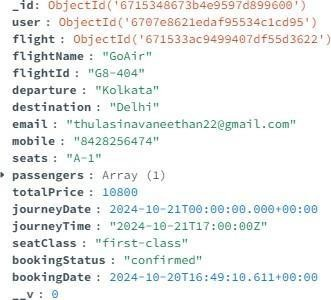 _id: ObjectId('6715348673b4e9597d899600')
user : ObjectId('6707e8621edaf95534c1cd95')
flight : ObjectId('671533ac9499407df55d3622')
flightName : "GoAir"
flightId : "G8-404"
departure : "Kolkata"
destination : "Delhi"
email : "thulasinavaneethan22@gmail.com"
mobile : "8428256474"
seats : "A-1"
passengers : Array (1)
totalPrice : 10800
journeyDate : 2024-10-21T00:00:00.000+00:00
journeyTime : "2024-10-21T17:00:00Z"
seatClass : "first-class"
bookingStatus : "confirmed"
bookingDate : 2024-10-20T16:49:10.611+00:00
__v : 0